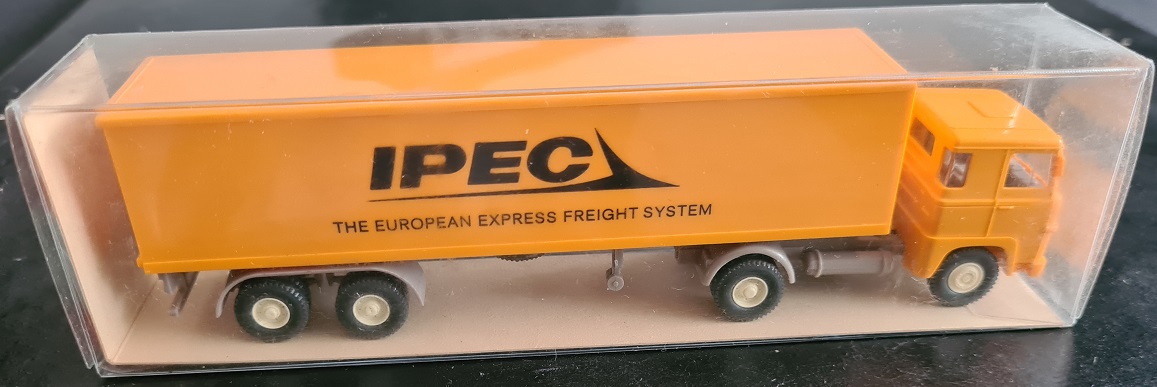 IPEC
THE EUROPEAN EXPRESS FREIGHT SYSTEM